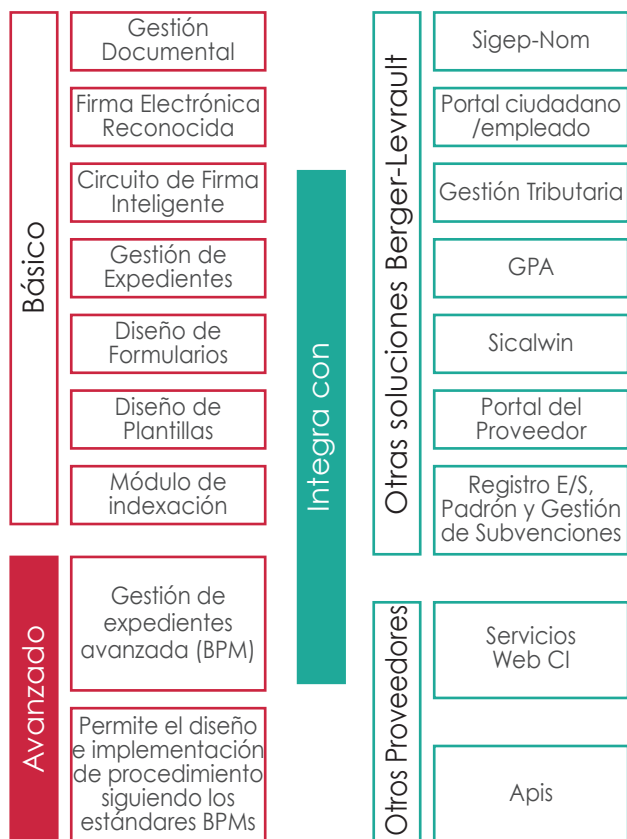 Básico
Gestión
Documental
Firma Electrónica
Reconocida
Circuito de Firma
Inteligente
Gestión de
Expedientes
Diseño de
Formularios
Diseño de
Plantillas
Módulo de
indexación
Avanzado
Gestión de
expedientes
avanzada (BPM)
Permite el diseño
e implementación
de procedimiento
siguiendo los
estándares BPMs
Integra con
Otras soluciones Berger-Levrault
Sigep-Nom
Portal ciudadano
/empleado
Gestión Tributaria
GPA
Sicalwin
Portal del
Proveedor
Registro E/S,
Padrón y Gestión
de Subvenciones
Otros Proveedores
Servicios
Web CI
Apis